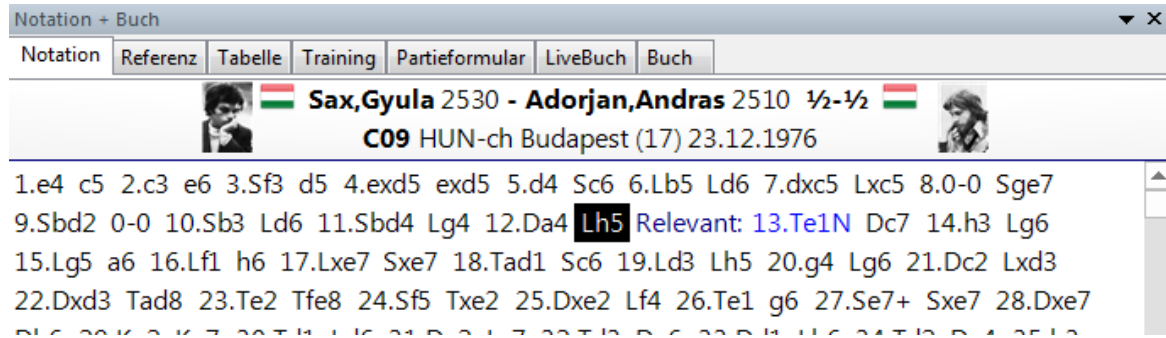 Notation + Buch
Notation Referenz Tabelle Training Partieformular LiveBuch Buch
Sax,Gyula 2530 - Adorjan,Andras 2510 ½-½
C09 HUN-ch Budapest (17) 23.12.1976
1.e4 c5 2.c3 e6 3.Sf3 d5 4.exd5 exd5 5.d4 Sc6 6.Lb5 Ld6 7.dxc5 Lxc5 8.0-0 Sge7
9.Sbd2 0-0 10.Sb3 Ld6 11.Sbd4 Lg4 12.Da4 Lh5 Relevant: 13.Te1N Dc7 14.h3 Lg6
15.Lg5 a6 16.Lf1 h6 17.Lxe7 Sxe7 18.Tad1 Sc6 19.Ld3 Lh5 20.g4 Lg6 21.Dc2 Lxd3
22.Dxd3 Tad8 23.Te2 Tfe8 24.Sf5 Txe2 25.Dxe2 Lf4 26.Te1 g6 27.Se7+ Sxe7 28.Dxe7